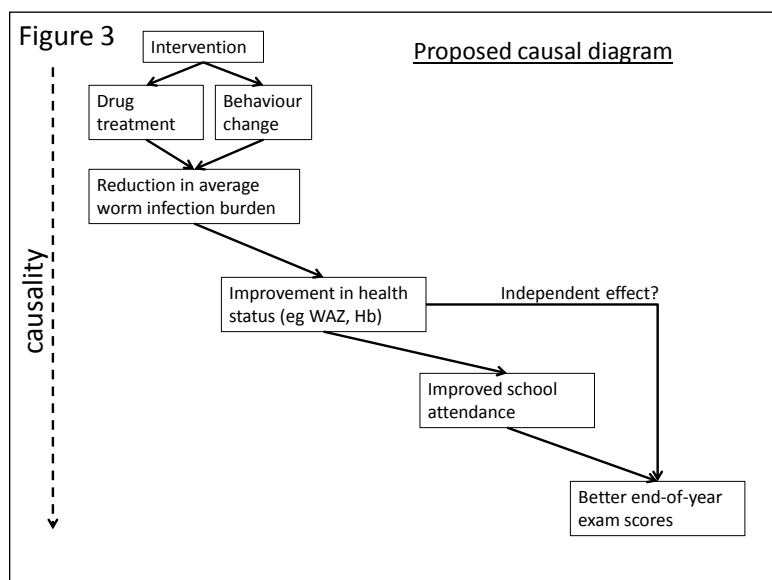 Figure 3
Proposed causal diagram
Intervention
Drug
treatment
Behaviour
change
Reduction in average
worm infection burden
causality
Improvement in health
status (eg WAZ, Hb)
Independent effect?
Improved school
attendance
Better end-of-year
exam scores